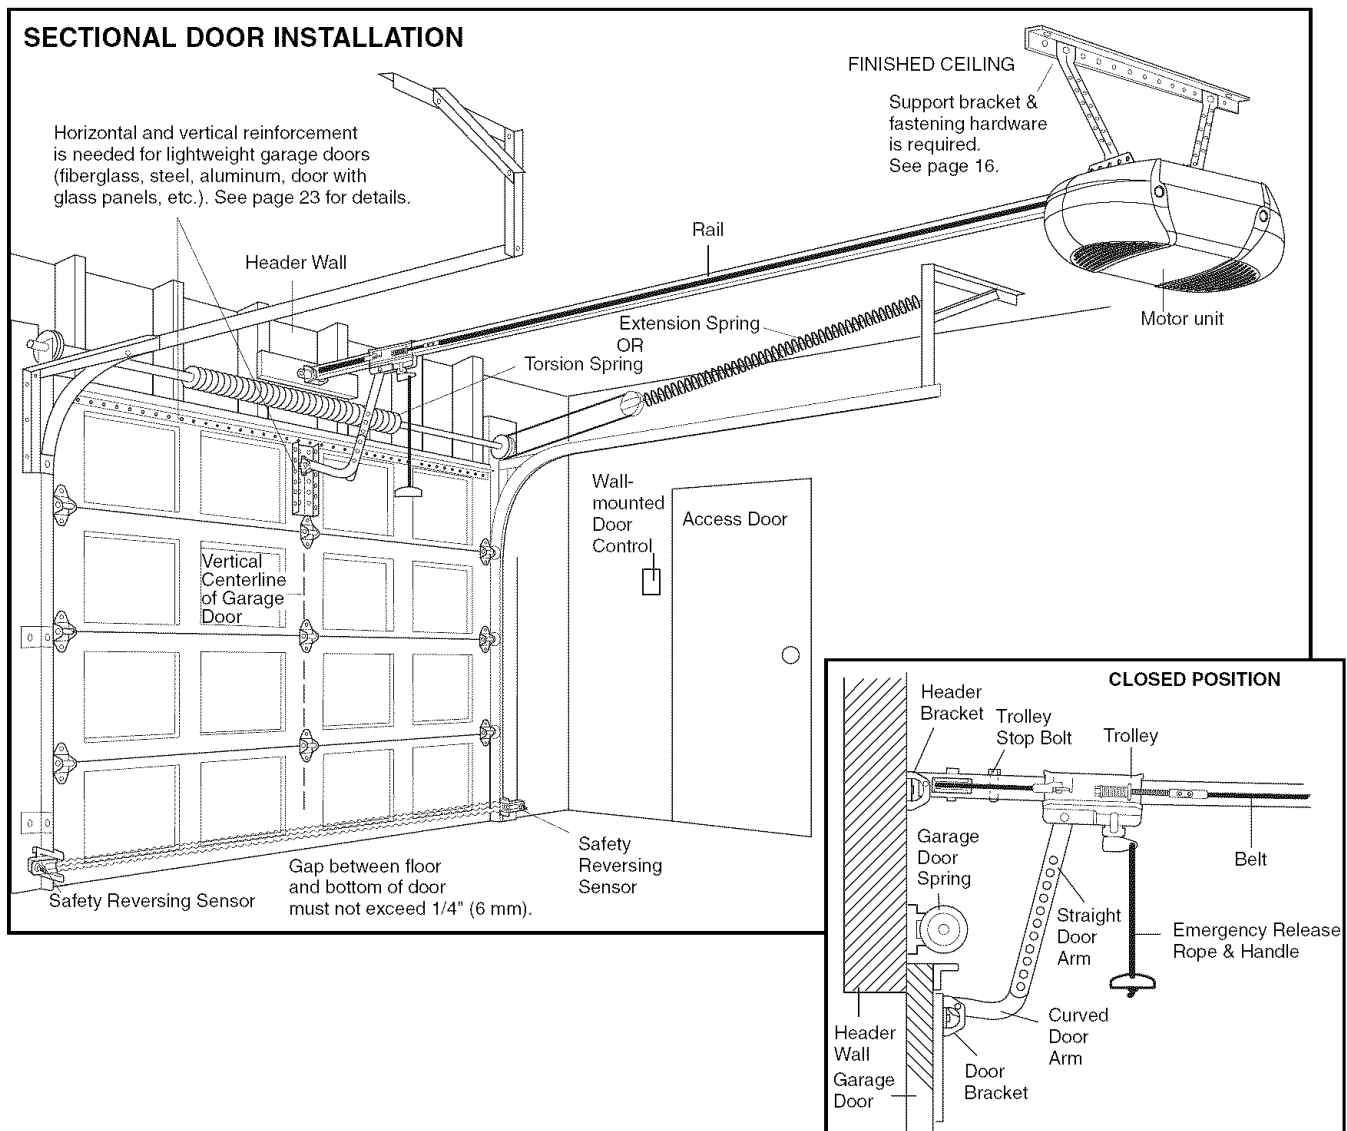 SECTIONAL DOOR INSTALLATION
FINISHED CEILING
Support bracket &
fastening hardware
is required.
See page 16.
Horizontal and vertical reinforcement
is needed for lightweight garage doors
(fiberglass, steel, aluminum, door with
glass panels, etc.). See page 23 for details.
Header Wall
Rail
Extension Spring
OR
Torsion Spring
Motor unit
Wall-
mounted
Door
Control
Access Door
Vertical
Centerline
of Garage
Door
Safety Reversing Sensor
Gap between floor
and bottom of door
must not exceed 1/4" (6 mm).
Safety
Reversing
Sensor
CLOSED POSITION
Header
Bracket
Trolley
Stop Bolt
Trolley
Garage
Door
Spring
Belt
Straight
Door
Arm
Emergency Release
Rope & Handle
Curved
Door
Arm
Header
Wall
Door
Bracket
Garage
Door